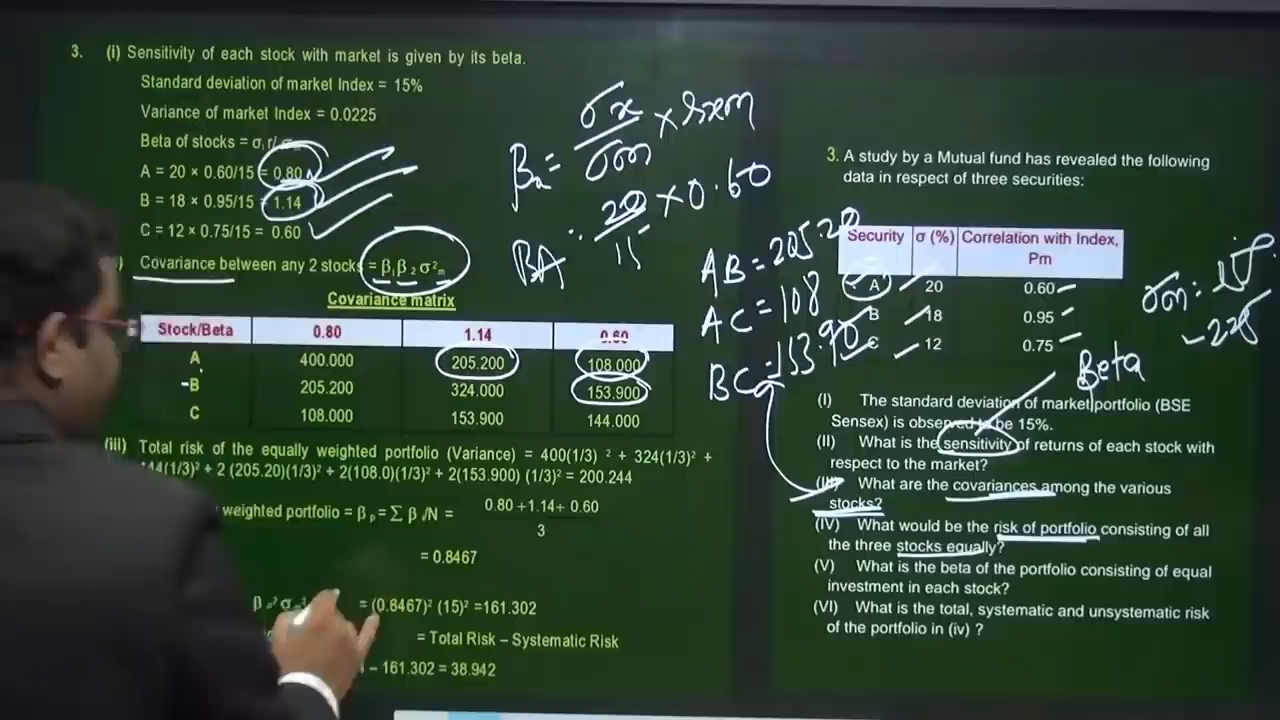 3. (i) Sensitivity of each stock with market is given by its beta.
Standard deviation of market Index = 15%
Variance of market Index = 0.0225
Beta of stocks = σᵢ r/
A = 20 × 0.60/15 = 0.80
B = 18 × 0.95/15 = 1.14
C = 12 × 0.75/15 = 0.60
) Covariance between any 2 stocks = β₁β₂σ²ₘ
Covariance matrix
Stock/Beta 0.80 1.14 0.60
A 400.000 205.200 108.000
B 205.200 324.000 153.900
C 108.000 153.900 144.000
(iii) Total risk of the equally weighted portfolio (Variance) = 400(1/3)² + 324(1/3)² +
144(1/3)² + 2 (205.20)(1/3)² + 2(108.0)(1/3)² + 2(153.900) (1/3)² = 200.244
weighted portfolio = βₚ = Σ β /N = 0.80 +1.14+ 0.60
3
= 0.8467
= (0.8467)² (15)² =161.302
= Total Risk – Systematic Risk
– 161.302 = 38.942
σx
σm × rxm
βA : 20/15 × 0.60
AB = 20520
AC = 108
BC = 153.90
3. A study by a Mutual fund has revealed the following
data in respect of three securities:
Security σ (%) Correlation with Index,
Pm
A 20 0.60
B 18 0.95
C 12 0.75
σm : 15
225
Beta
(I) The standard deviation of market portfolio (BSE
Sensex) is observed to be 15%.
(II) What is the sensitivity of returns of each stock with
respect to the market?
(III) What are the covariances among the various
stocks?
(IV) What would be the risk of portfolio consisting of all
the three stocks equally?
(V) What is the beta of the portfolio consisting of equal
investment in each stock?
(VI) What is the total, systematic and unsystematic risk
of the portfolio in (iv) ?